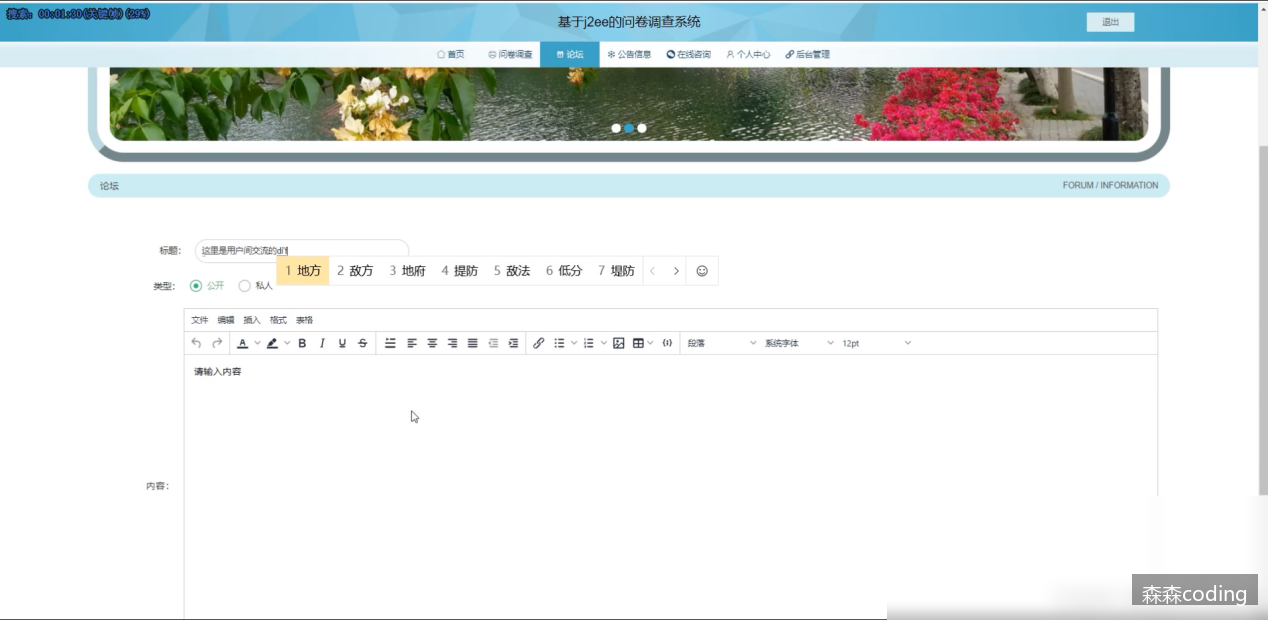 搜索: 00:01:30(关键帧)(29%)
基于j2ee的问卷调查系统
退出
首页 问卷调查 论坛 公告信息 在线咨询 个人中心 后台管理
论坛 FORUM / INFORMATION
标题: 这里是用户间交流的di'f
1 地方 2 敌方 3 地府 4 提防 5 敌法 6 低分 7 堤防
类型: 公开 私人
文件 编辑 插入 格式 表格
段落 系统字体 12pt
请输入内容
内容:
森森coding